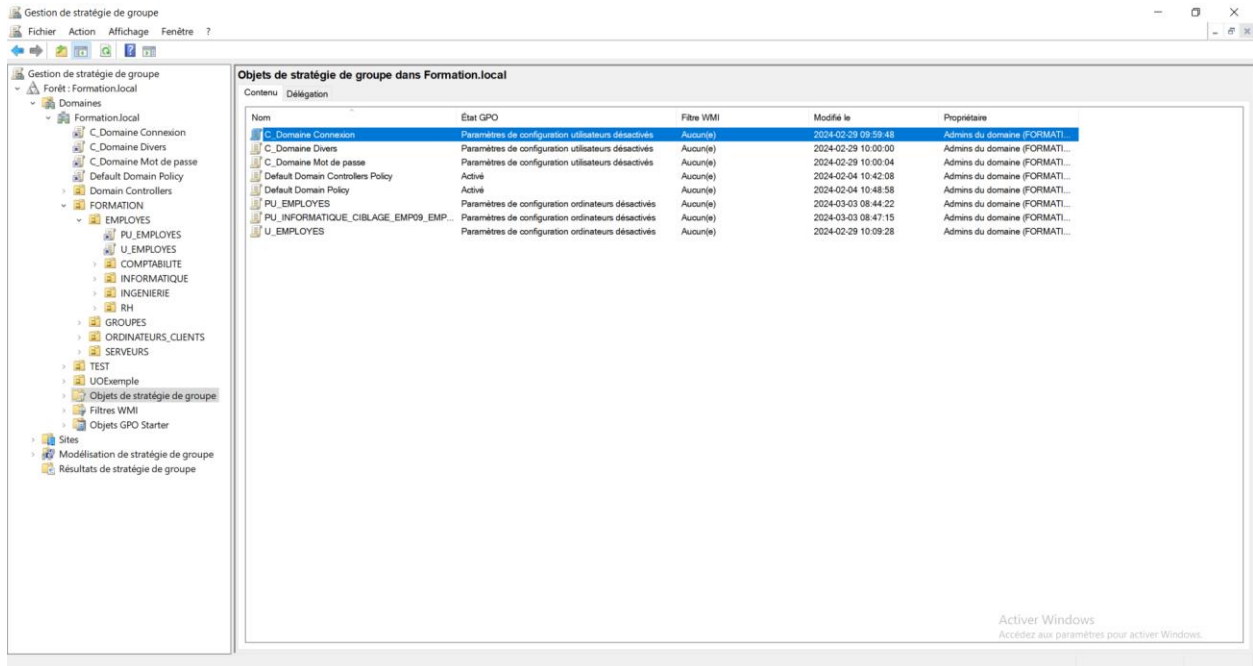 Gestion de stratégie de groupe
Fichier Action Affichage Fenêtre ?
Gestion de stratégie de groupe
Forêt : Formation.local
Domaines
Formation.local
C_Domaine Connexion
C_Domaine Divers
C_Domaine Mot de passe
Default Domain Policy
Domain Controllers
FORMATION
EMPLOYES
PU_EMPLOYES
U_EMPLOYES
COMPTABILITE
INFORMATIQUE
INGENIERIE
RH
GROUPES
ORDINATEURS_CLIENTS
SERVEURS
TEST
UOExemple
Objets de stratégie de groupe
Filtres WMI
Objets GPO Starter
Sites
Modélisation de stratégie de groupe
Résultats de stratégie de groupe
Objets de stratégie de groupe dans Formation.local
Contenu Délégation
Nom État GPO Filtre WMI Modifié le Propriétaire
C_Domaine Connexion Paramètres de configuration utilisateurs désactivés Aucun(e) 2024-02-29 09:59:48 Admins du domaine (FORMATI...
C_Domaine Divers Paramètres de configuration utilisateurs désactivés Aucun(e) 2024-02-29 10:00:00 Admins du domaine (FORMATI...
C_Domaine Mot de passe Paramètres de configuration utilisateurs désactivés Aucun(e) 2024-02-29 10:00:04 Admins du domaine (FORMATI...
Default Domain Controllers Policy Activé Aucun(e) 2024-02-04 10:42:08 Admins du domaine (FORMATI...
Default Domain Policy Activé Aucun(e) 2024-02-04 10:48:58 Admins du domaine (FORMATI...
PU_EMPLOYES Paramètres de configuration ordinateurs désactivés Aucun(e) 2024-03-03 08:44:22 Admins du domaine (FORMATI...
PU_INFORMATIQUE_CIBLAGE_EMP09_EMP... Paramètres de configuration ordinateurs désactivés Aucun(e) 2024-03-03 08:47:15 Admins du domaine (FORMATI...
U_EMPLOYES Paramètres de configuration ordinateurs désactivés Aucun(e) 2024-02-29 10:09:28 Admins du domaine (FORMATI...
Activer Windows
Accédez aux paramètres pour activer Windows.